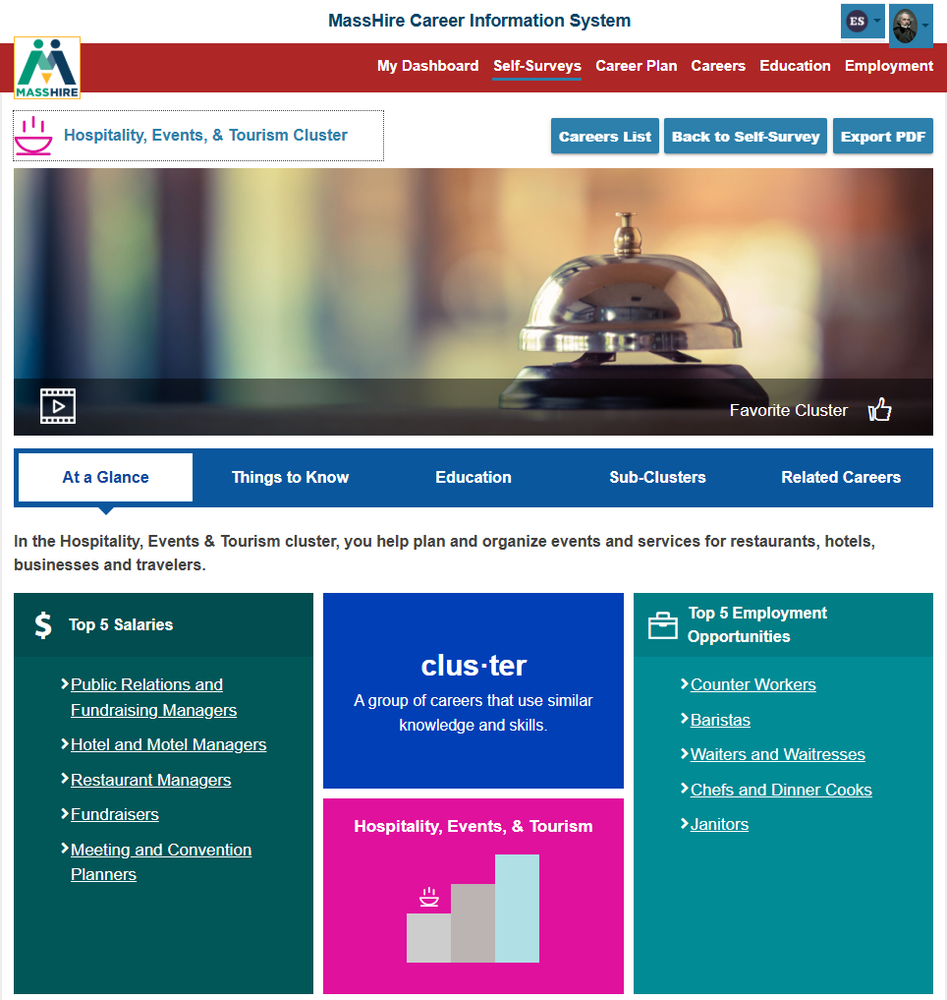 MassHire Career Information System
ES
MASSHIRE
My Dashboard Self-Surveys Career Plan Careers Education Employment
Hospitality, Events, & Tourism Cluster
Careers List Back to Self-Survey Export PDF
Favorite Cluster
At a Glance Things to Know Education Sub-Clusters Related Careers
In the Hospitality, Events & Tourism cluster, you help plan and organize events and services for restaurants, hotels,
businesses and travelers.
$ Top 5 Salaries
Public Relations and
Fundraising Managers
Hotel and Motel Managers
Restaurant Managers
Fundraisers
Meeting and Convention
Planners
clus·ter
A group of careers that use similar
knowledge and skills.
Hospitality, Events, & Tourism
Top 5 Employment
Opportunities
Counter Workers
Baristas
Waiters and Waitresses
Chefs and Dinner Cooks
Janitors